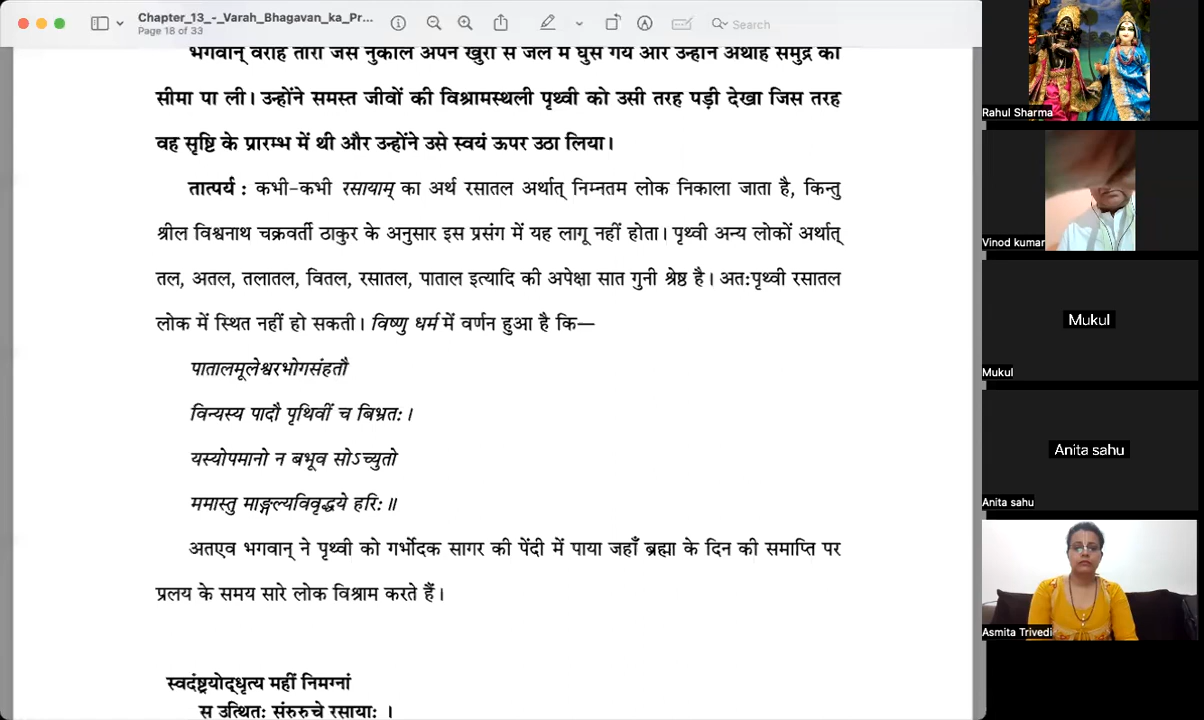 Chapter_13_-_Varah_Bhagavan_ka_Pr...
Page 18 of 33
Search
भगवान् वराह तीरों जैसे नुकीले अपने खुरों से जल में घुस गये और उन्होंने अथाह समुद्र की
सीमा पा ली। उन्होंने समस्त जीवों की विश्रामस्थली पृथ्वी को उसी तरह पड़ी देखा जिस तरह
वह सृष्टि के प्रारम्भ में थी और उन्होंने उसे स्वयं ऊपर उठा लिया।
तात्पर्य : कभी-कभी रसायाम् का अर्थ रसातल अर्थात् निम्नतम लोक निकाला जाता है, किन्तु
श्रील विश्वनाथ चक्रवर्ती ठाकुर के अनुसार इस प्रसंग में यह लागू नहीं होता। पृथ्वी अन्य लोकों अर्थात्
तल, अतल, तलातल, वितल, रसातल, पाताल इत्यादि की अपेक्षा सात गुनी श्रेष्ठ है। अत:पृथ्वी रसातल
लोक में स्थित नहीं हो सकती। विष्णु धर्म में वर्णन हुआ है कि—
पातालमूलेश्वरभोगसंहतौ
विन्यस्य पादौ पृथिवीं च बिभ्रत:।
यस्योपमानो न बभूव सोऽच्युतो
ममास्तु माङ्गल्यविवृद्धये हरि:॥
अतएव भगवान् ने पृथ्वी को गर्भोदक सागर की पेंदी में पाया जहाँ ब्रह्मा के दिन की समाप्ति पर
प्रलय के समय सारे लोक विश्राम करते हैं।
स्वदंष्ट्रयोद्धृत्य महीं निमग्नां
स उत्थित: संरुरुचे रसाया: ।
Rahul Sharma
Vinod kumar
Mukul
Mukul
Anita sahu
Anita sahu
Asmita Trivedi